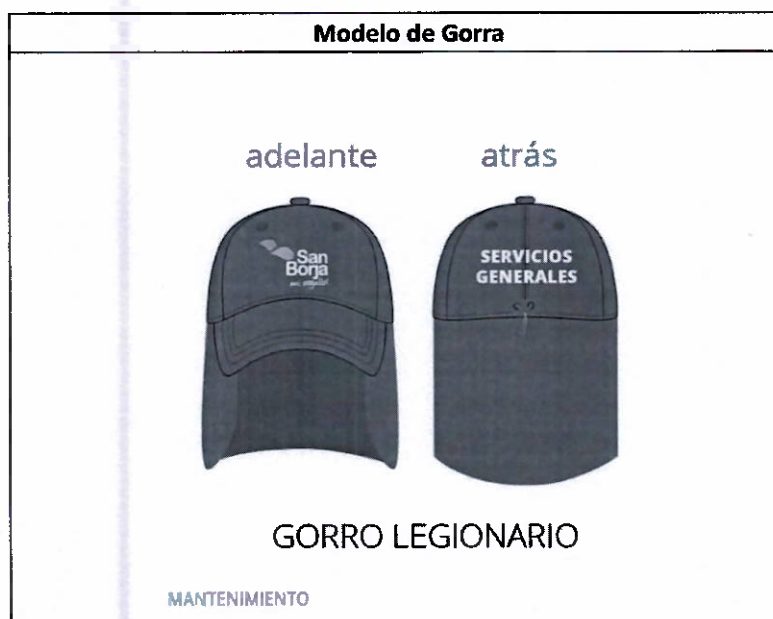 Modelo de Gorra
adelante
atrás
San
Borja
SERVICIOS
GENERALES
GORRO LEGIONARIO
MANTENIMIENTO